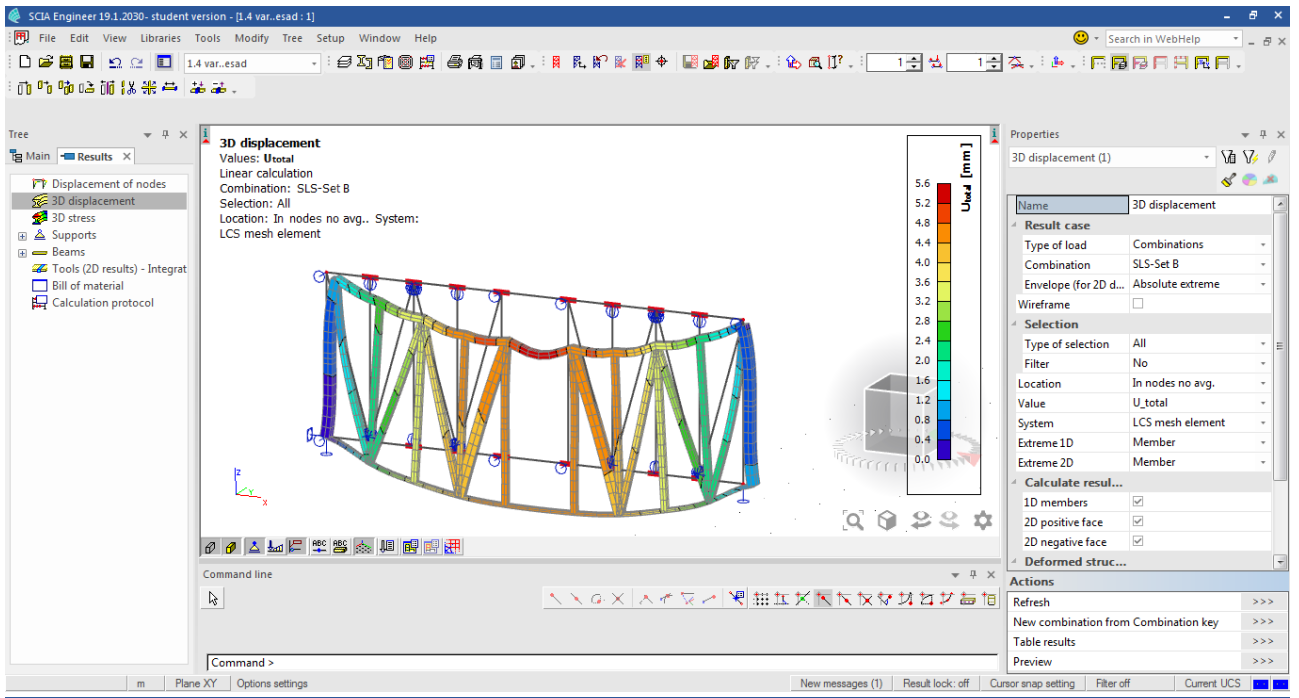 SCIA Engineer 19.1.2030- student version - [1.4 var..esad : 1]
File Edit View Libraries Tools Modify Tree Setup Window Help
Search in WebHelp
1.4 var..esad
1
1
Tree
Main
Results
Displacement of nodes
3D displacement
3D stress
Supports
Beams
Tools (2D results) - Integrat
Bill of material
Calculation protocol
3D displacement
Values: Utotal
Linear calculation
Combination: SLS-Set B
Selection: All
Location: In nodes no avg.. System:
LCS mesh element
Utotal [mm]
5.6
5.2
4.8
4.4
4.0
3.6
3.2
2.8
2.4
2.0
1.6
1.2
0.8
0.4
0.0
z
y
x
ABC
ABC
Command line
Command >
Properties
3D displacement (1)
Name 3D displacement
Result case
Type of load Combinations
Combination SLS-Set B
Envelope (for 2D d... Absolute extreme
Wireframe
Selection
Type of selection All
Filter No
Location In nodes no avg.
Value U_total
System LCS mesh element
Extreme 1D Member
Extreme 2D Member
Calculate resul...
1D members
2D positive face
2D negative face
Deformed struc...
Actions
Refresh >>>
New combination from Combination key >>>
Table results >>>
Preview >>>
m Plane XY Options settings New messages (1) Result lock: off Cursor snap setting Filter off Current UCS